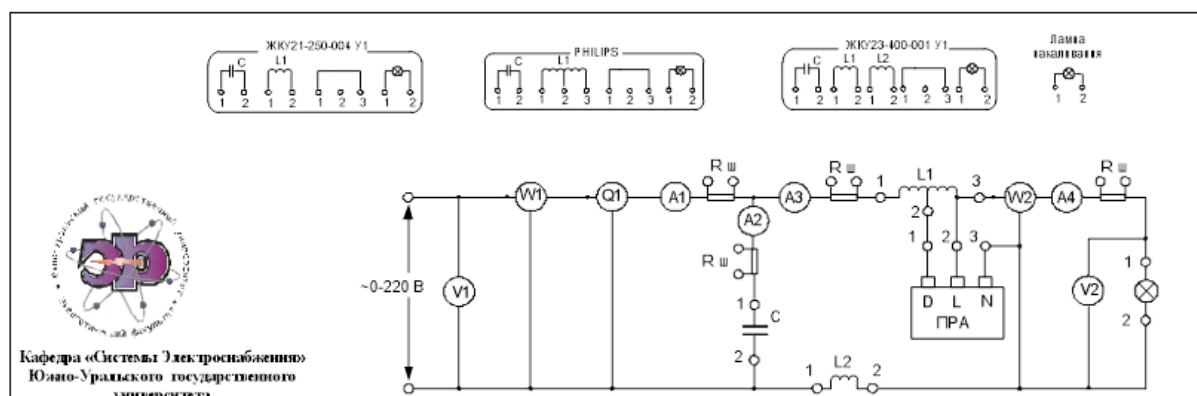 ЖКУ21-250-004 У1
C L1
1 2 1 2 1 2 3 1 2
PHILIPS
C L1
1 2 1 2 3 1 2 3 1 2
ЖКУ23-400-001 У1
C L1 L2
1 2 1 2 1 2 1 2 3 1 2
Лампа
накаливания
1 2
R ш R ш L1 R ш
W1 Q1 A1 A3 1 3 W2 A4
A2 2
R ш 1 2 3 1
~0-220 В V1 D L N V2
1 C ПРА 2
2
1 L2 2
Кафедра «Системы Электроснабжения»
Южно-Уральского государственного
университета